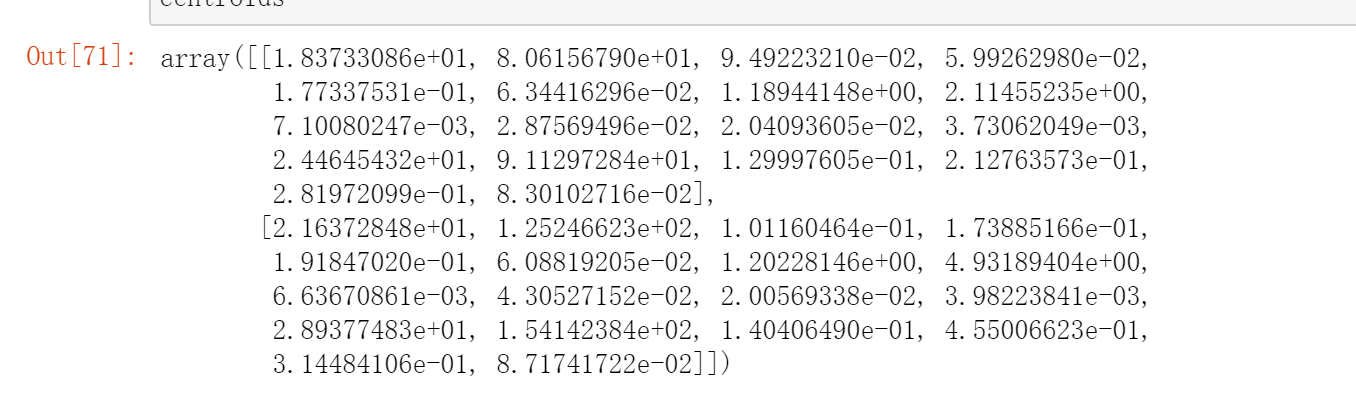 centroids
Out[71]: array([[1.83733086e+01, 8.06156790e+01, 9.49223210e-02, 5.99262980e-02,
1.77337531e-01, 6.34416296e-02, 1.18944148e+00, 2.11455235e+00,
7.10080247e-03, 2.87569496e-02, 2.04093605e-02, 3.73062049e-03,
2.44645432e+01, 9.11297284e+01, 1.29997605e-01, 2.12763573e-01,
2.81972099e-01, 8.30102716e-02],
[2.16372848e+01, 1.25246623e+02, 1.01160464e-01, 1.73885166e-01,
1.91847020e-01, 6.08819205e-02, 1.20228146e+00, 4.93189404e+00,
6.63670861e-03, 4.30527152e-02, 2.00569338e-02, 3.98223841e-03,
2.89377483e+01, 1.54142384e+02, 1.40406490e-01, 4.55006623e-01,
3.14484106e-01, 8.71741722e-02]])